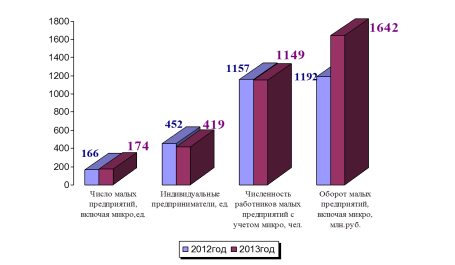 1800
1600
1400
1200
1000
800
600
400
200
0
166
174
452
419
1157
1149
1192
1642
Число малых
предприятий,
включая микро,ед.
Индивидуальные
предприниматели, ед.
Численность
работников малых
предприятий с
учетом микро, чел.
Оборот малых
предприятий,
включая микро,
млн.руб.
2012год
2013год